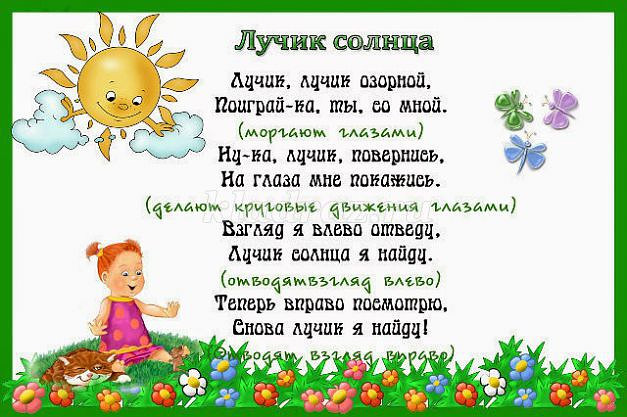 Лучик солнца
Лучик, лучик озорной,
Поиграй-ка, ты, со мной.
(моргают глазами)
Ну-ка, лучик, повернись,
На глаза мне покажись.
(делают круговые движения глазами)
Взгляд я влево отведу,
Лучик солнца я найду.
(отводятвзгляд влево)
Теперь вправо посмотрю,
Снова лучик я найду!
(отводят взгляд вправо)